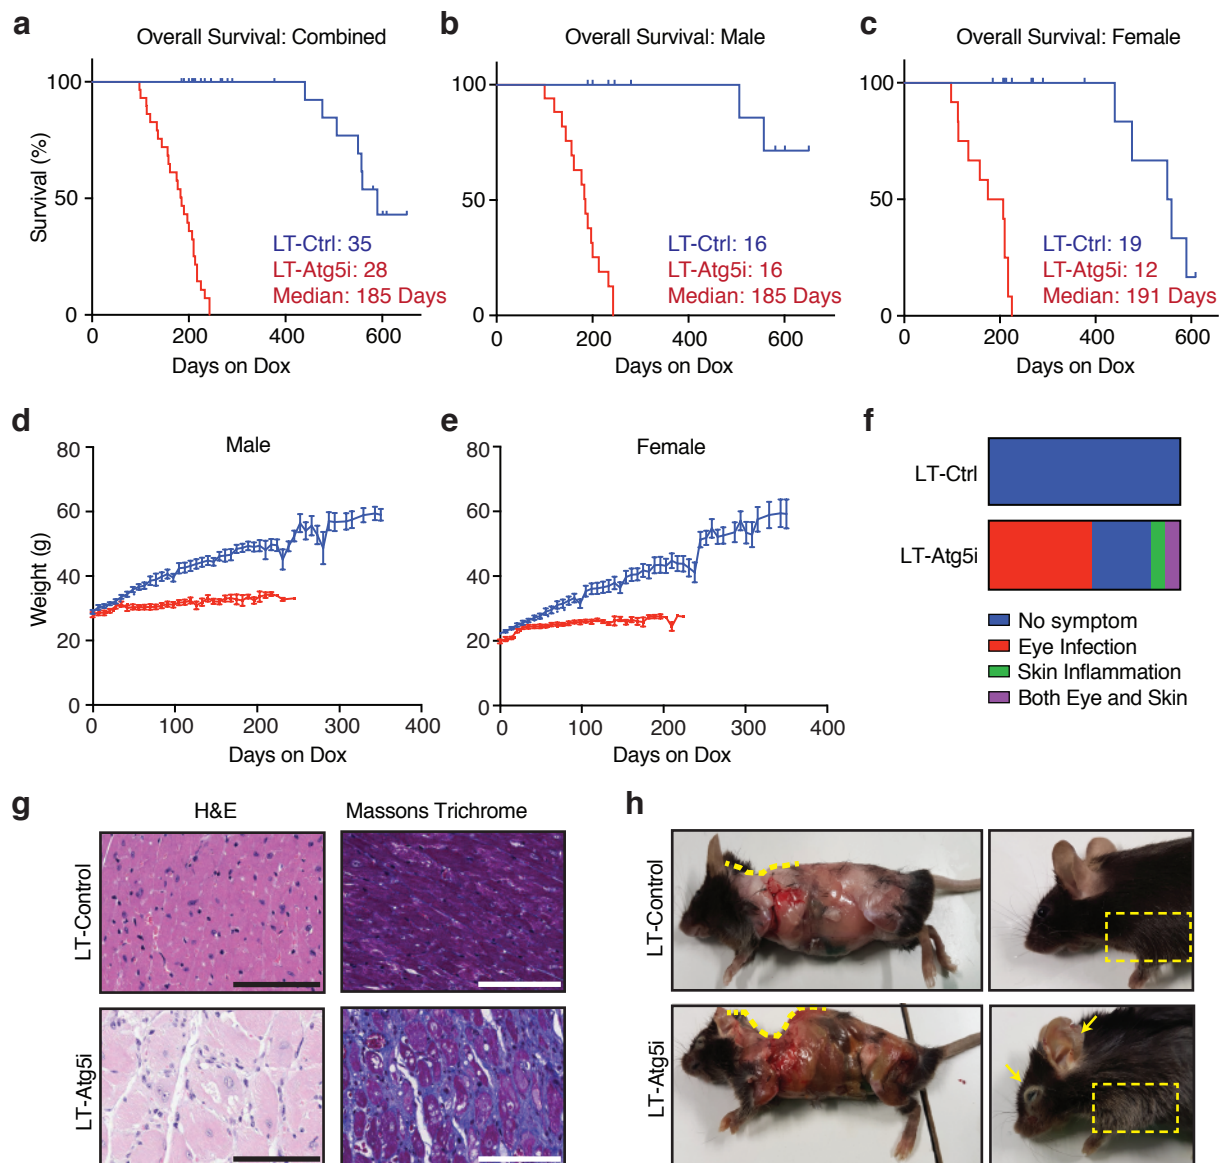 a
Overall Survival: Combined
Survival (%)
100
50
0
LT-Ctrl: 35
LT-Atg5i: 28
Median: 185 Days
0 200 400 600
Days on Dox
b
Overall Survival: Male
100
50
0
LT-Ctrl: 16
LT-Atg5i: 16
Median: 185 Days
0 200 400 600
Days on Dox
c
Overall Survival: Female
100
50
0
LT-Ctrl: 19
LT-Atg5i: 12
Median: 191 Days
0 200 400 600
Days on Dox
d
Male
Weight (g)
80
60
40
20
0
0 100 200 300 400
Days on Dox
e
Female
80
60
40
20
0
0 100 200 300 400
Days on Dox
f
LT-Ctrl
LT-Atg5i
No symptom
Eye Infection
Skin Inflammation
Both Eye and Skin
g
H&E Massons Trichrome
LT-Control
LT-Atg5i
h
LT-Control
LT-Atg5i